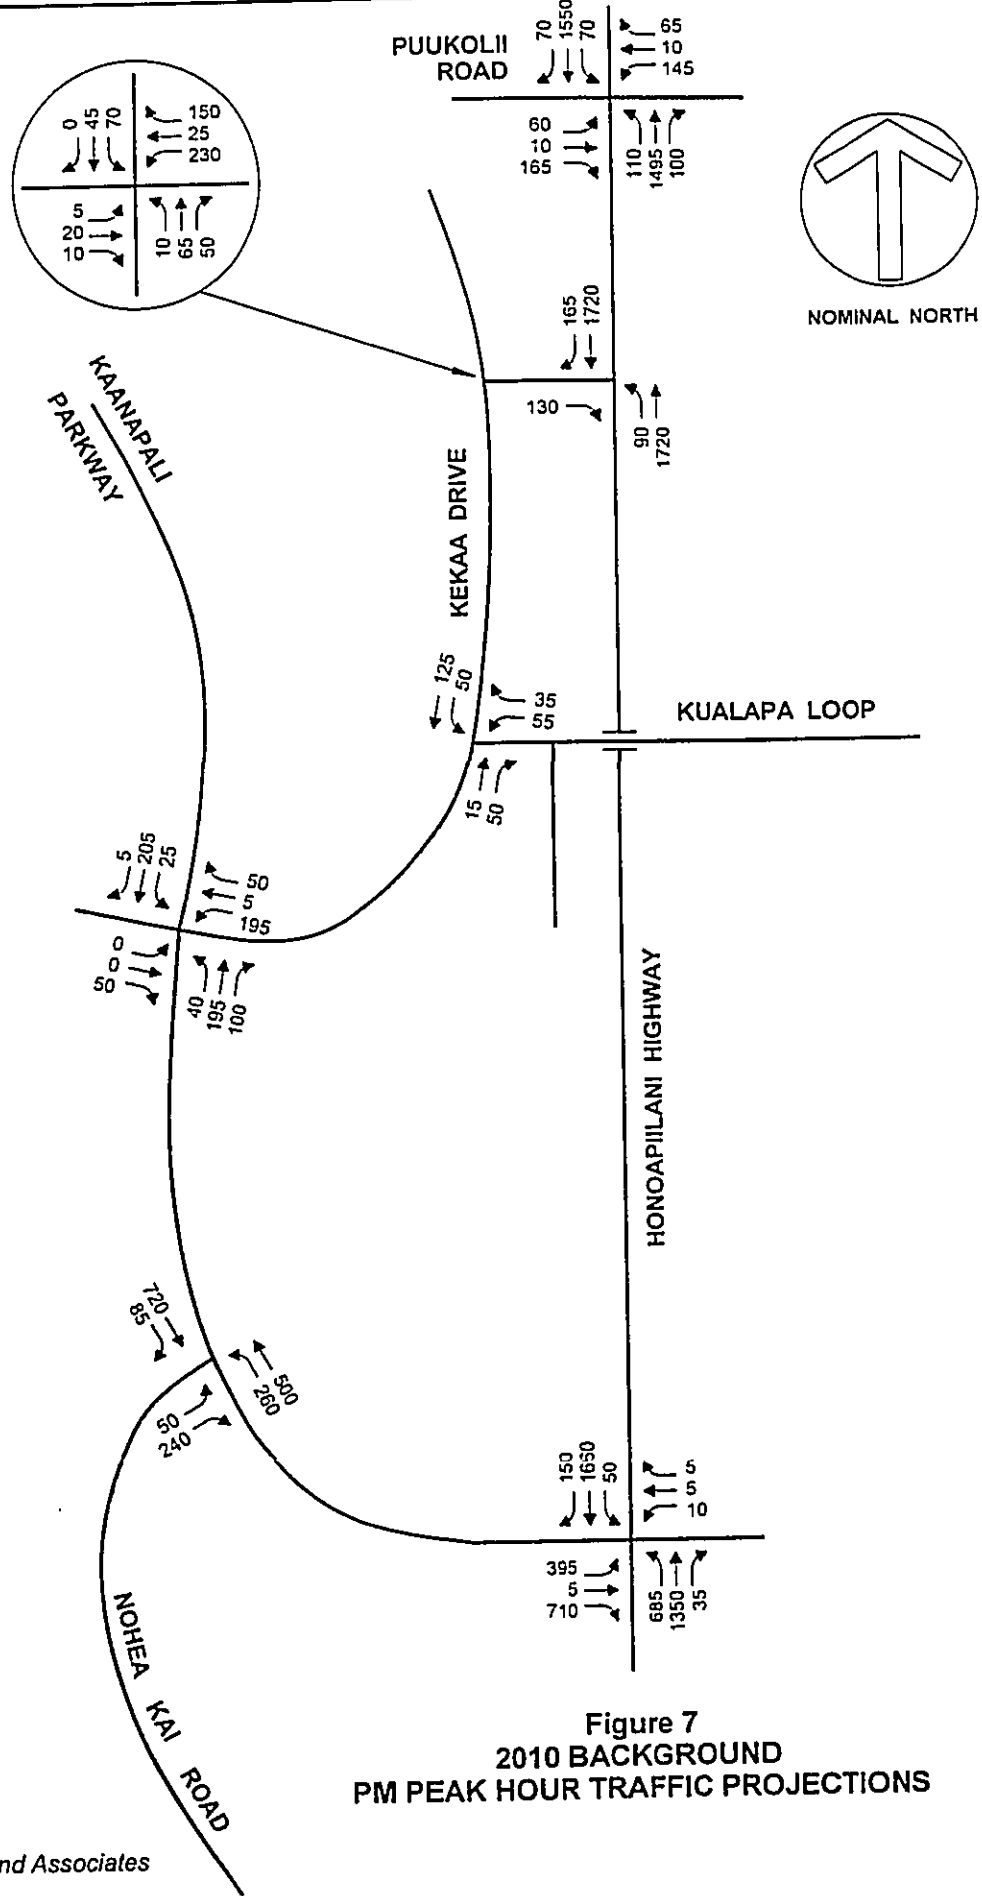 70 1550 70
65
10
145
PUUKOLII
ROAD
60
10
165
110 1495 100
0 45 70
150
25
230
5
20
10
10 65 50
NOMINAL NORTH
165 1720
130
90 1720
KAANAPALI
PARKWAY
KEKAA DRIVE
125 50
35
55
KUALAPA LOOP
15 50
5 205 25
50
5
195
0
0
50
40 195 100
HONOAPIILANI HIGHWAY
720
85
500
260
50
240
150 1650 50
5
5
10
395
5
710
685 1350 35
NOHEA KAI ROAD
Figure 7
2010 BACKGROUND
PM PEAK HOUR TRAFFIC PROJECTIONS
nd Associates